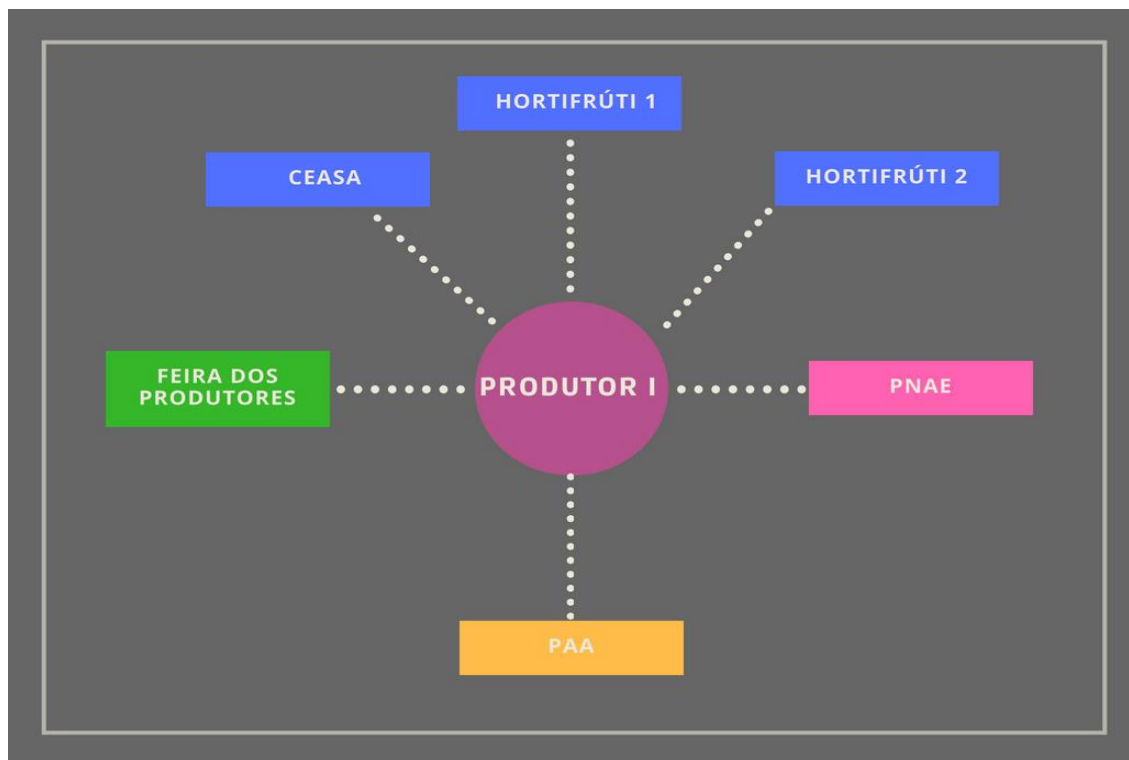 HORTIFRÚTI 1
CEASA
HORTIFRÚTI 2
FEIRA DOS
PRODUTORES
PRODUTOR I
PNAE
PAA